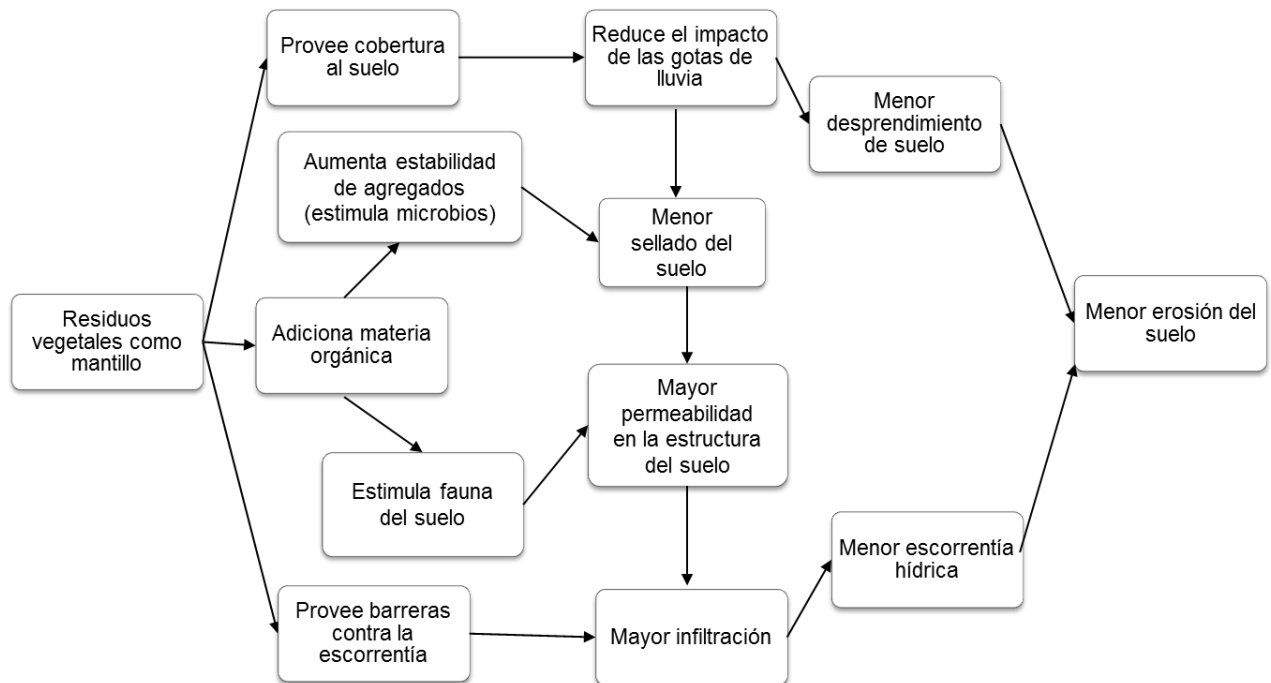 Provee cobertura
al suelo
Reduce el impacto
de las gotas de
lluvia
Menor
desprendimiento
de suelo
Aumenta estabilidad
de agregados
(estimula microbios)
Menor
sellado del
suelo
Residuos
vegetales como
mantillo
Adiciona materia
orgánica
Menor erosión del
suelo
Mayor
permeabilidad
en la estructura
del suelo
Estimula fauna
del suelo
Menor escorrentía
hídrica
Provee barreras
contra la
escorrentía
Mayor infiltración